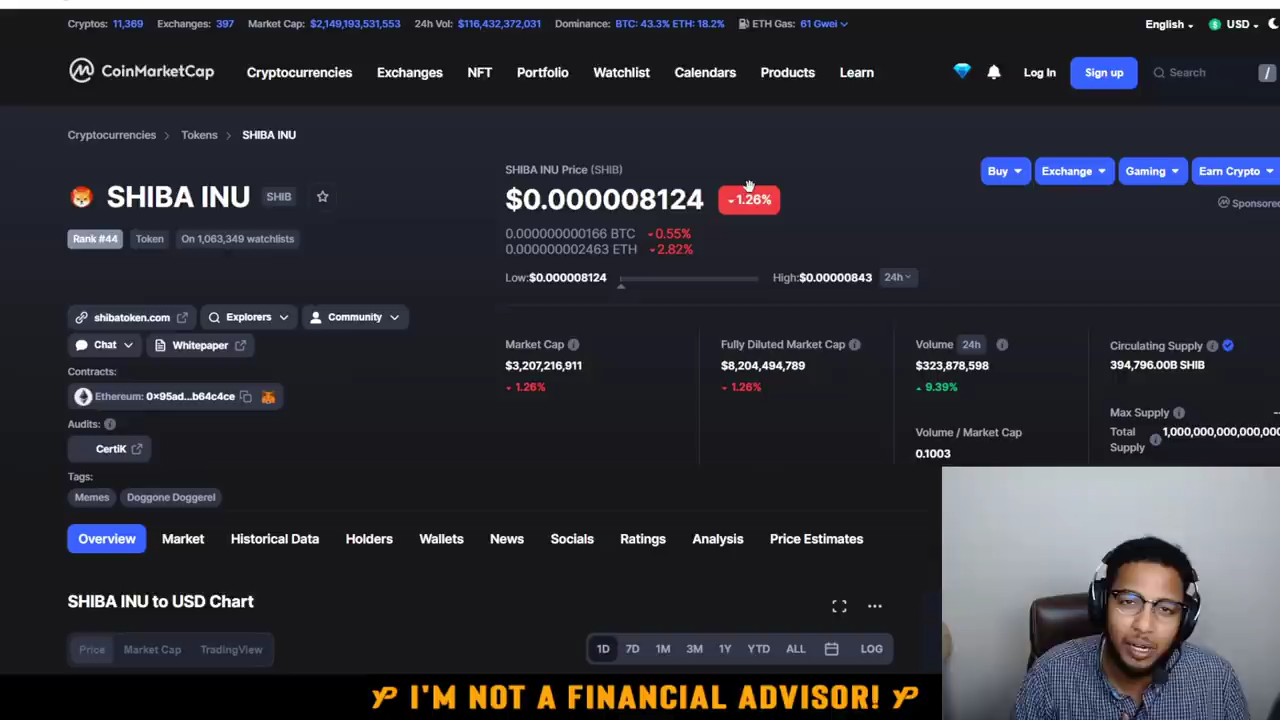 Cryptos: 11,369 Exchanges: 397 Market Cap: $2,149,193,531,553 24h Vol: $116,432,372,031 Dominance: BTC: 43.3% ETH: 18.2% ETH Gas: 61 Gwei English USD
CoinMarketCap Cryptocurrencies Exchanges NFT Portfolio Watchlist Calendars Products Learn Log In Sign up Search /
Cryptocurrencies > Tokens > SHIBA INU
SHIBA INU Price (SHIB)
Buy Exchange Gaming Earn Crypto
SHIBA INU SHIB $0.000008124 1.26%
Sponsored
Rank #44 Token On 1,063,349 watchlists
0.000000000166 BTC 0.55%
0.000000002463 ETH 2.82%
Low:$0.000008124 High:$0.00000843 24h
shibatoken.com Explorers Community
Chat Whitepaper
Market Cap Fully Diluted Market Cap Volume 24h Circulating Supply
$3,207,216,911 $8,204,494,789 $323,878,598 394,796.00B SHIB
1.26% 1.26% 9.39%
Contracts:
Ethereum: 0x95ad...b64c4ce
Max Supply --
Audits:
Volume / Market Cap Total Supply 1,000,000,000,000,000
CertiK 0.1003
Tags:
Memes Doggone Doggerel
Overview Market Historical Data Holders Wallets News Socials Ratings Analysis Price Estimates
SHIBA INU to USD Chart
Price Market Cap TradingView 1D 7D 1M 3M 1Y YTD ALL LOG
I'M NOT A FINANCIAL ADVISOR!